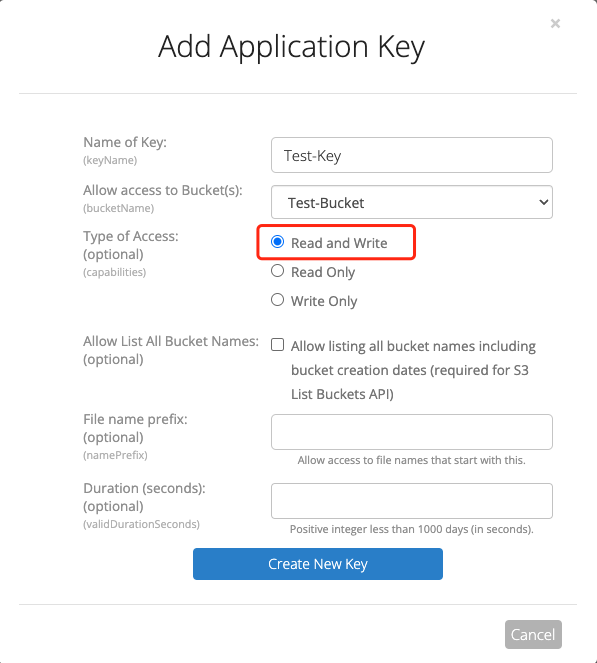 ×
Add Application Key
Name of Key:
(keyName)
Test-Key
Allow access to Bucket(s):
(bucketName)
Test-Bucket
Type of Access:
(optional)
(capabilities)
Read and Write
Read Only
Write Only
Allow List All Bucket Names:
(optional)
Allow listing all bucket names including
bucket creation dates (required for S3
List Buckets API)
File name prefix:
(optional)
(namePrefix)
Allow access to file names that start with this.
Duration (seconds):
(optional)
(validDurationSeconds)
Positive integer less than 1000 days (in seconds).
Create New Key
Cancel